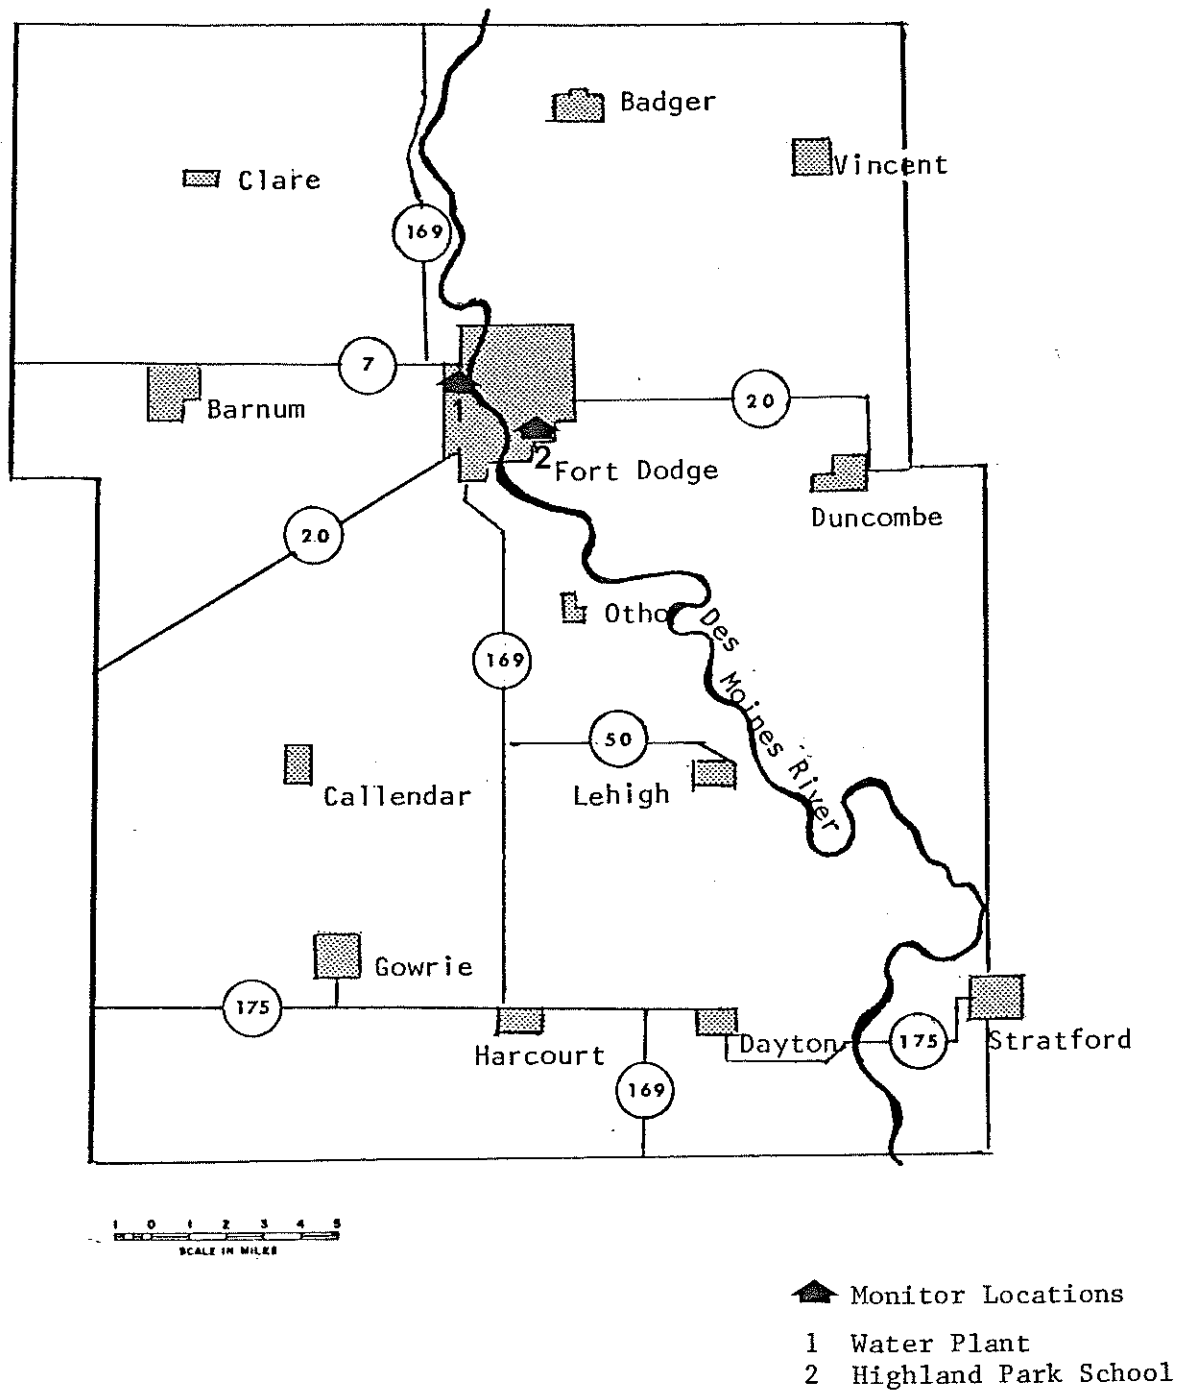 Badger
Vincent
Clare
169
7
Barnum
20
2
Fort Dodge
Duncombe
20
Otho
Des Moines River
169
50
Callendar
Lehigh
Gowrie
175
Harcourt
Dayton
175
Stratford
169
1 0 1 2 3 4 5
SCALE IN MILES
Monitor Locations
1 Water Plant
2 Highland Park School